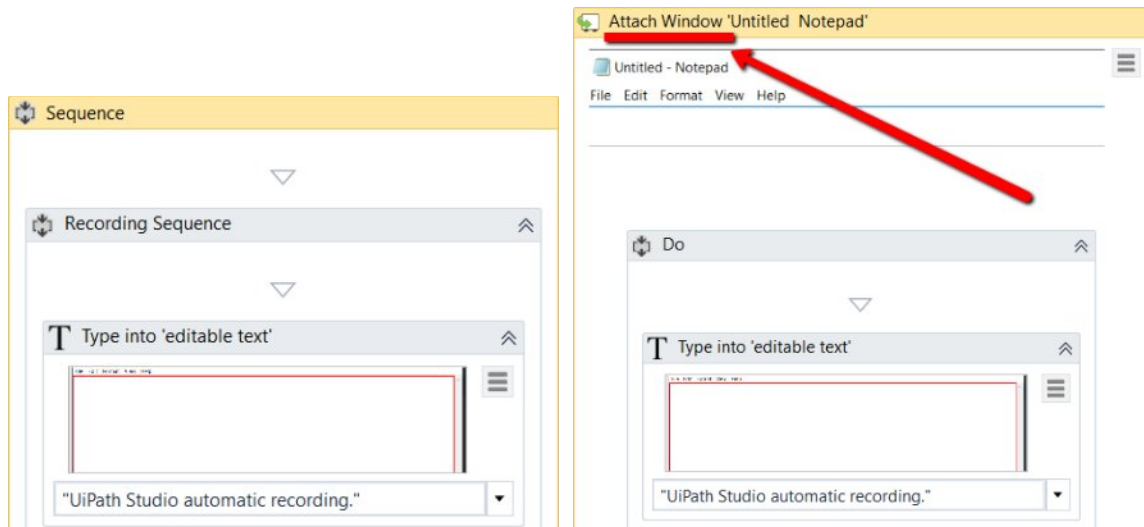 Sequence
Recording Sequence
T Type into 'editable text'
"UiPath Studio automatic recording."
Attach Window 'Untitled Notepad'
Untitled - Notepad
File Edit Format View Help
Do
T Type into 'editable text'
"UiPath Studio automatic recording."